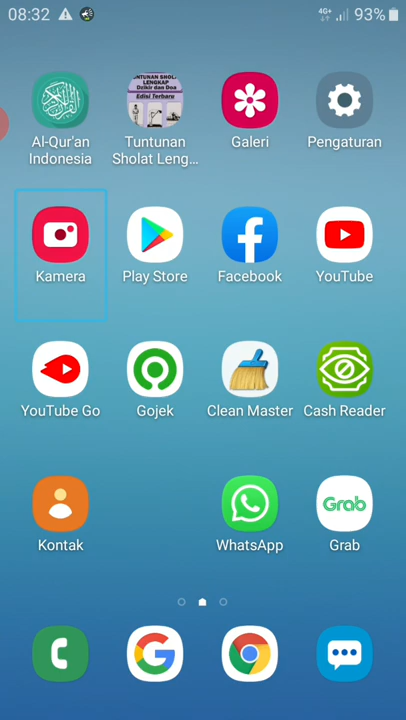 08:32
4G+
93%
TUNTUNAN SHOLAT LENGKAP
Dzikir dan Doa
Edisi Terbaru
Al-Qur'an
Indonesia
Tuntunan
Sholat Leng...
Galeri
Pengaturan
Kamera
Play Store
Facebook
YouTube
YouTube Go
Gojek
Clean Master
Cash Reader
Grab
Kontak
WhatsApp
Grab